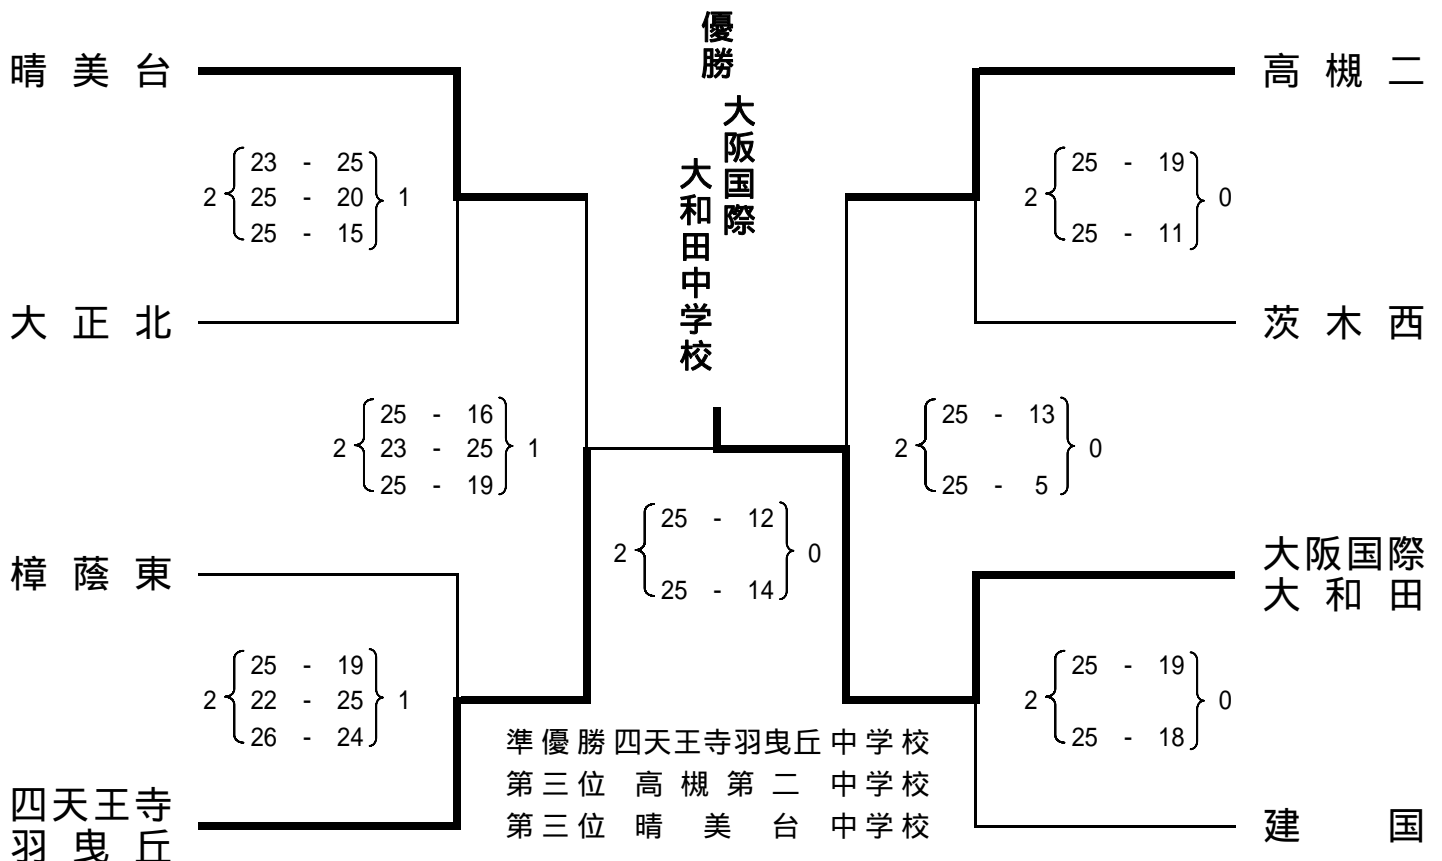 優勝
大阪国際
大和田中学校
晴美台
2 { 23 - 25 } 1
25 - 20
25 - 15
大正北
2 { 25 - 16 } 1
23 - 25
25 - 19
樟蔭東
2 { 25 - 19 } 1
22 - 25
26 - 24
四天王寺
羽曳丘
2 { 25 - 12 } 0
25 - 14
高槻二
2 { 25 - 19 } 0
25 - 11
茨木西
2 { 25 - 13 } 0
25 - 5
大阪国際
大和田
2 { 25 - 19 } 0
25 - 18
建国
準優勝 四天王寺羽曳丘 中学校
第三位 高槻第二 中学校
第三位 晴美台 中学校